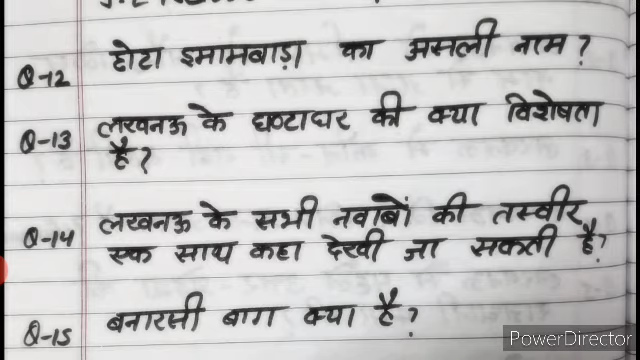 Q-12 छोटा इमामबाड़ा का असली नाम ?
Q-13 लखनऊ के घण्टाघर की क्या विशेषता
है ?
Q-14 लखनऊ के सभी नवाबों की तस्वीर
एक साथ कहा देखी जा सकती है ?
Q-15 बनारसी बाग क्या है ?
PowerDirector